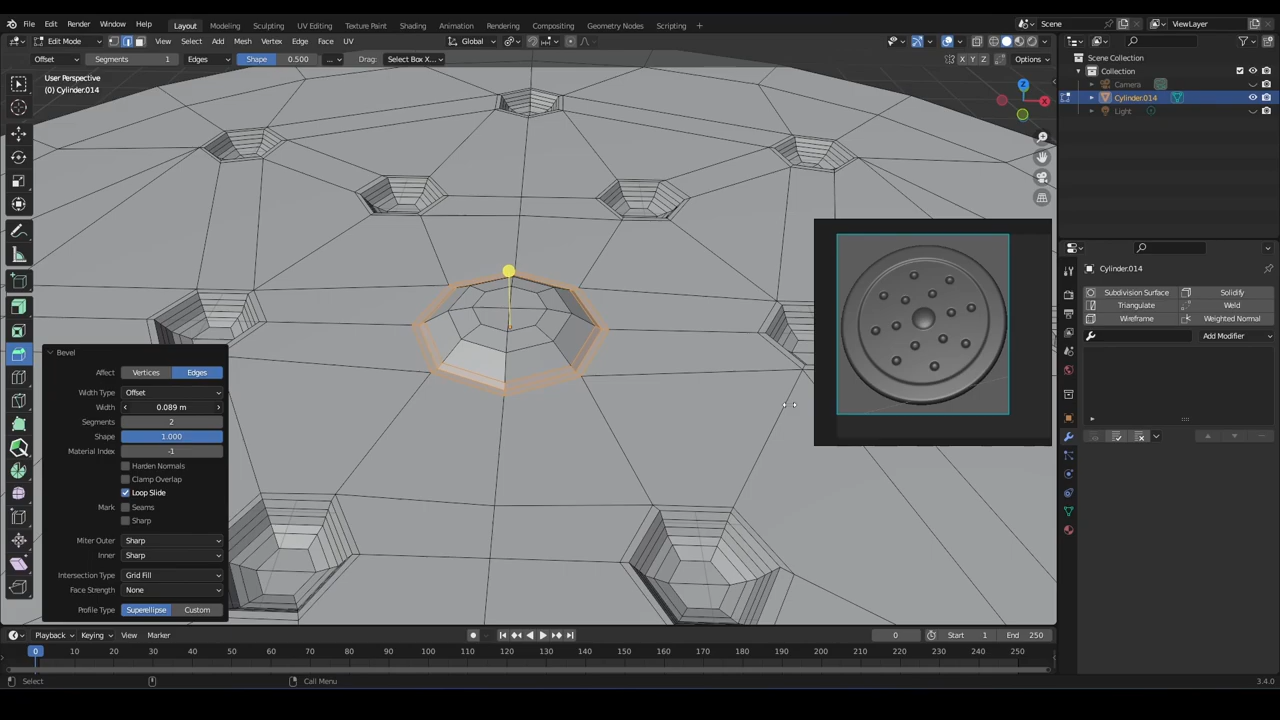 File Edit Render Window Help Layout Modeling Sculpting UV Editing Texture Paint Shading Animation Rendering Compositing Geometry Nodes Scripting + Scene ViewLayer
Edit Mode View Select Add Mesh Vertex Edge Face UV Global
Offset Segments 1 Edges Shape 0.500 ... Drag: Select Box X... X Y Z Options
Scene Collection
Collection
Camera
Cylinder.014
Light
User Perspective
(0) Cylinder.014
Z
X
Cylinder.014
Subdivision Surface Solidify
Triangulate Weld
Wireframe Weighted Normal
Add Modifier
Bevel
Affect Vertices Edges
Width Type Offset
Width 0.089 m
Segments 2
Shape 1.000
Material Index -1
Harden Normals
Clamp Overlap
Loop Slide
Mark Seams
Sharp
Miter Outer Sharp
Inner Sharp
Intersection Type Grid Fill
Face Strength None
Profile Type Superellipse Custom
Playback Keying View Marker 0 Start 1 End 250
0 10 20 30 40 50 60 70 80 90 100 110 120 130 140 150 160 170 180 190 200 210 220 230 240 250
Select Call Menu 3.4.0